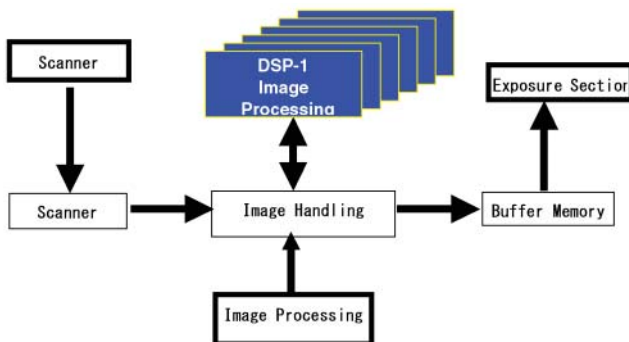 Scanner
DSP-1
Image
Processing
Exposure Section
Scanner
Image Handling
Buffer Memory
Image Processing